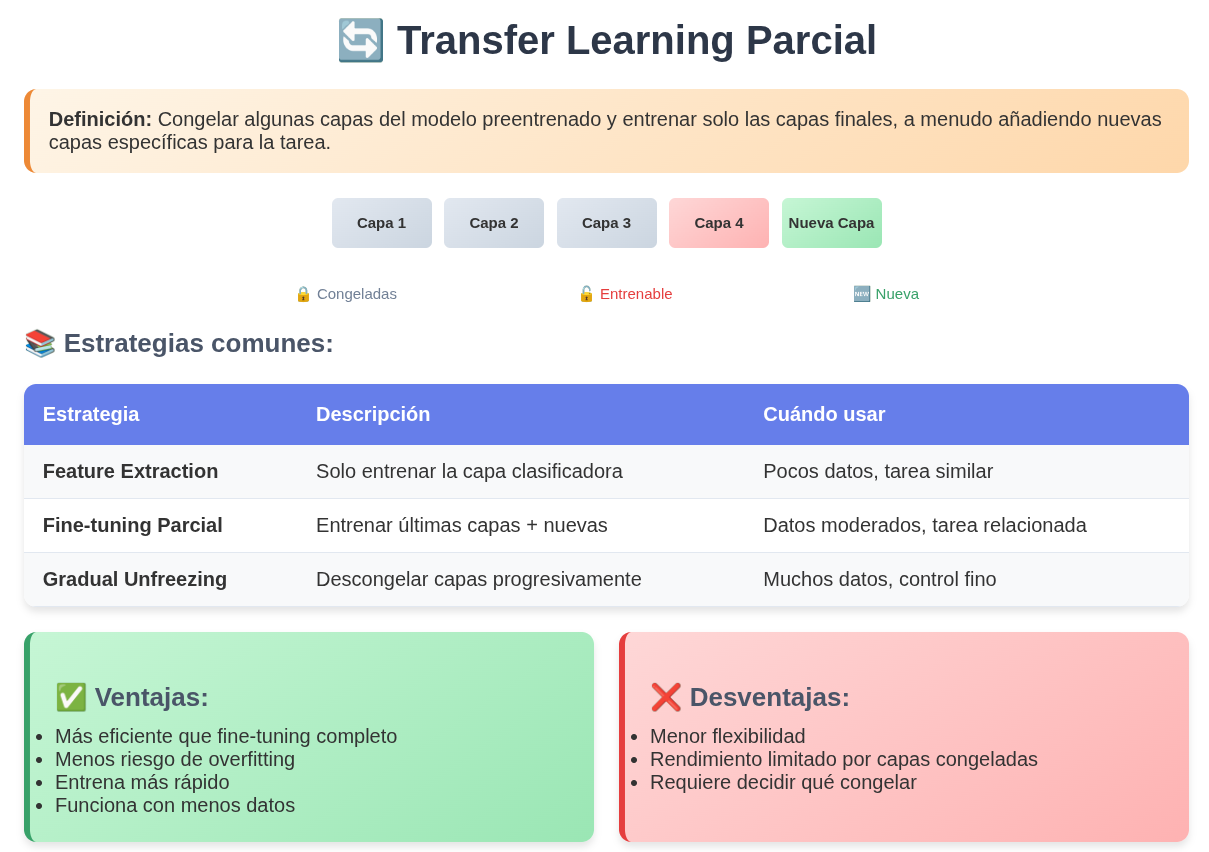 🔄 Transfer Learning Parcial
Definición: Congelar algunas capas del modelo preentrenado y entrenar solo las capas finales, a menudo añadiendo nuevas
capas específicas para la tarea.
Capa 1 Capa 2 Capa 3 Capa 4 Nueva Capa
🔒 Congeladas 🔓 Entrenable 🆕 Nueva
📚 Estrategias comunes:
Estrategia Descripción Cuándo usar
Feature Extraction Solo entrenar la capa clasificadora Pocos datos, tarea similar
Fine-tuning Parcial Entrenar últimas capas + nuevas Datos moderados, tarea relacionada
Gradual Unfreezing Descongelar capas progresivamente Muchos datos, control fino
✅ Ventajas:
• Más eficiente que fine-tuning completo
• Menos riesgo de overfitting
• Entrena más rápido
• Funciona con menos datos
❌ Desventajas:
• Menor flexibilidad
• Rendimiento limitado por capas congeladas
• Requiere decidir qué congelar